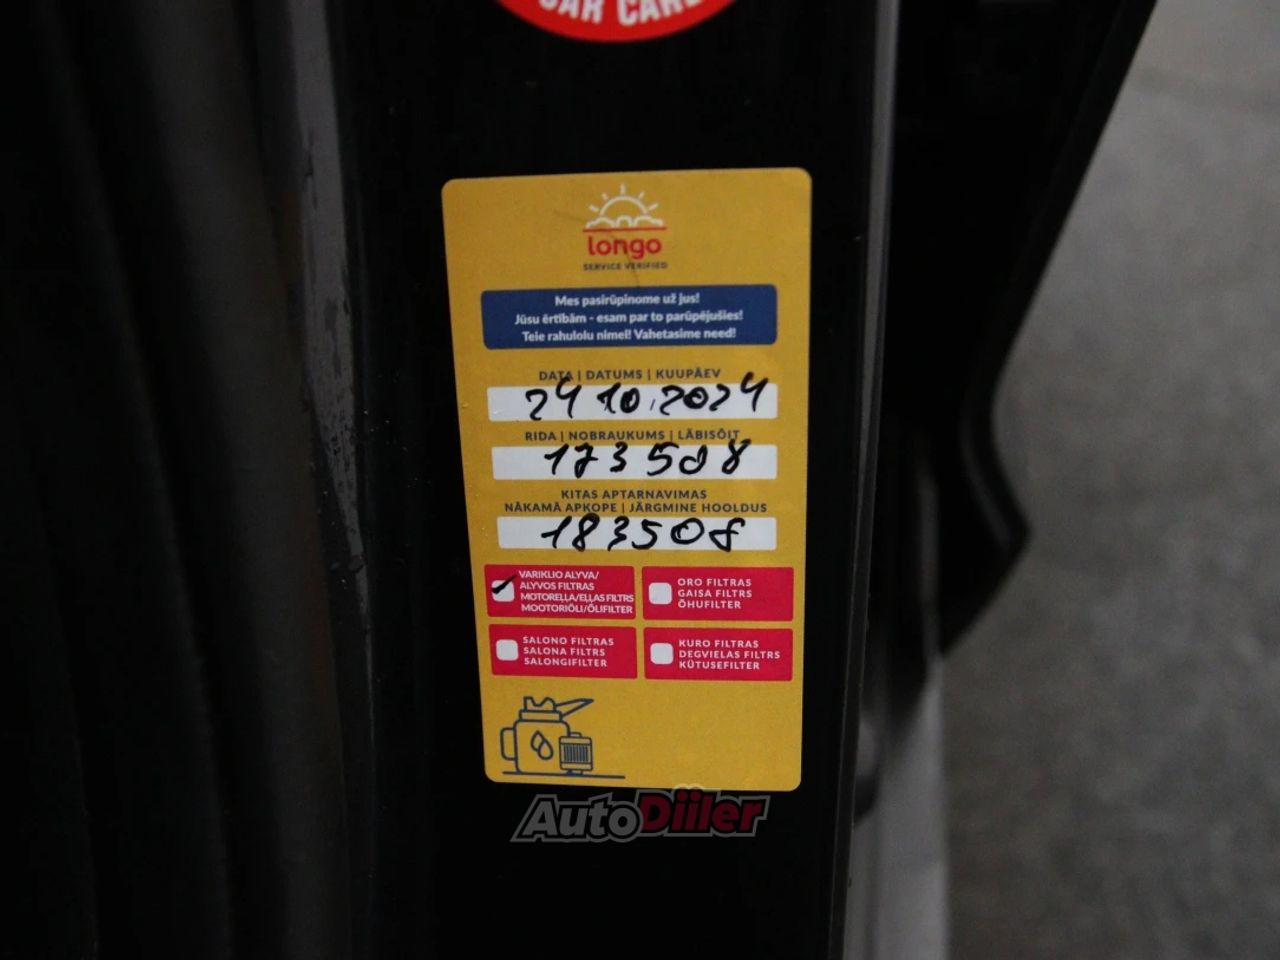 CAR CARE
longo
SERVICE VERIFIED
Mes pasirūpinome už jus!
Jūsu ērtībām - esam par to parūpējušies!
Teie rahulolu nimel! Vahetasime need!
DATA | DATUMS | KUUPÄEV
24 10.2024
RIDA | NOBRAUKUMS | LÄBISÕIT
173508
KITAS APTARNAVIMAS
NĀKAMĀ APKOPE | JÄRGMINE HOOLDUS
183508
VARIKLIO ALYVA/
ALYVOS FILTRAS
MOTOREĻĻA/EĻĻAS FILTRS
MOOTORIÕLI/ÕLIFILTER
ORO FILTRAS
GAISA FILTRS
ÕHUFILTER
SALONO FILTRAS
SALONA FILTRS
SALONGIFILTER
KURO FILTRAS
DEGVIELAS FILTRS
KÜTUSEFILTER
AutoDiiler